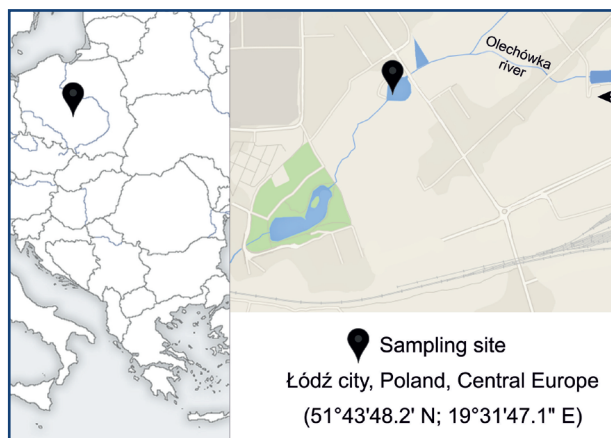 Olechówka
river
Sampling site
Łódź city, Poland, Central Europe
(51°43'48.2' N; 19°31'47.1" E)